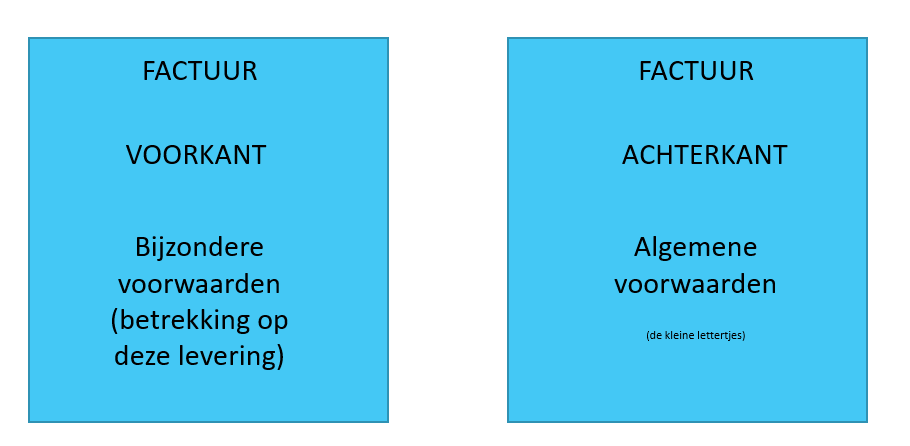 FACTUUR
VOORKANT
Bijzondere
voorwaarden
(betrekking op
deze levering)
FACTUUR
ACHTERKANT
Algemene
voorwaarden
(de kleine lettertjes)